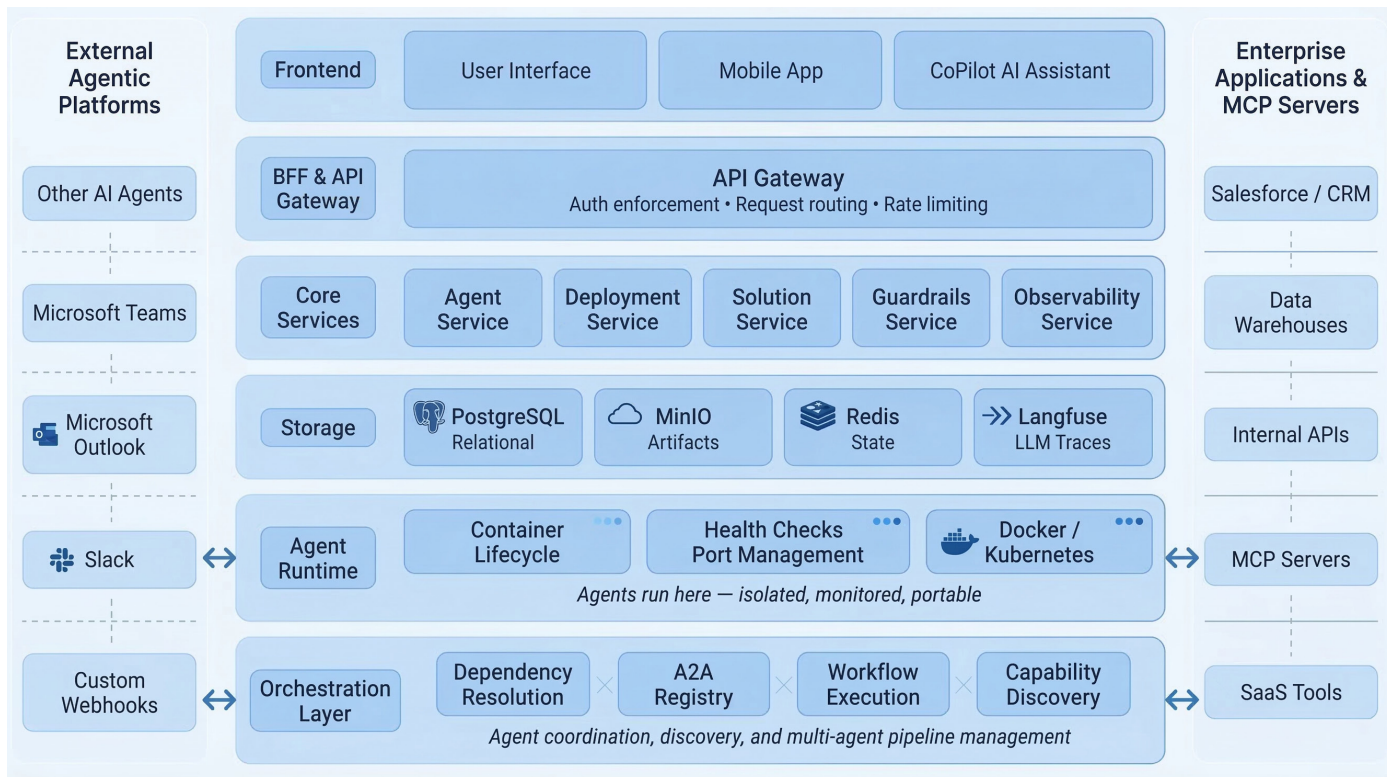 External
Agentic
Platforms
Other AI Agents
Microsoft Teams
Microsoft
Outlook
Slack
Custom
Webhooks
Frontend
User Interface
Mobile App
CoPilot AI Assistant
BFF & API
Gateway
API Gateway
Auth enforcement • Request routing • Rate limiting
Core
Services
Agent
Service
Deployment
Service
Solution
Service
Guardrails
Service
Observability
Service
Storage
PostgreSQL
Relational
MinIO
Artifacts
Redis
State
Langfuse
LLM Traces
Agent
Runtime
Container
Lifecycle
Health Checks
Port Management
Docker /
Kubernetes
Agents run here — isolated, monitored, portable
Orchestration
Layer
Dependency
Resolution
A2A
Registry
Workflow
Execution
Capability
Discovery
Agent coordination, discovery, and multi-agent pipeline management
Enterprise
Applications &
MCP Servers
Salesforce / CRM
Data
Warehouses
Internal APIs
MCP Servers
SaaS Tools